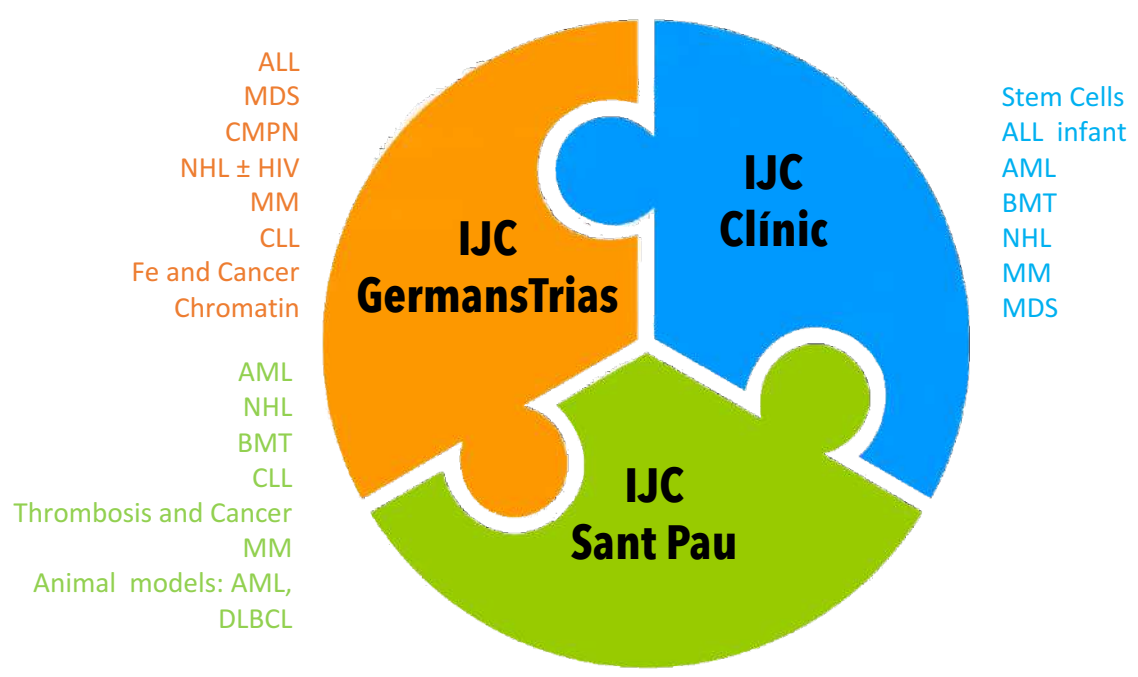 ALL
MDS
CMPN
NHL ± HIV
MM
CLL
Fe and Cancer
Chromatin
AML
NHL
BMT
CLL
Thrombosis and Cancer
MM
Animal models: AML,
DLBCL
IJC
GermansTrias
IJC
Clínic
IJC
Sant Pau
Stem Cells
ALL infant
AML
BMT
NHL
MM
MDS